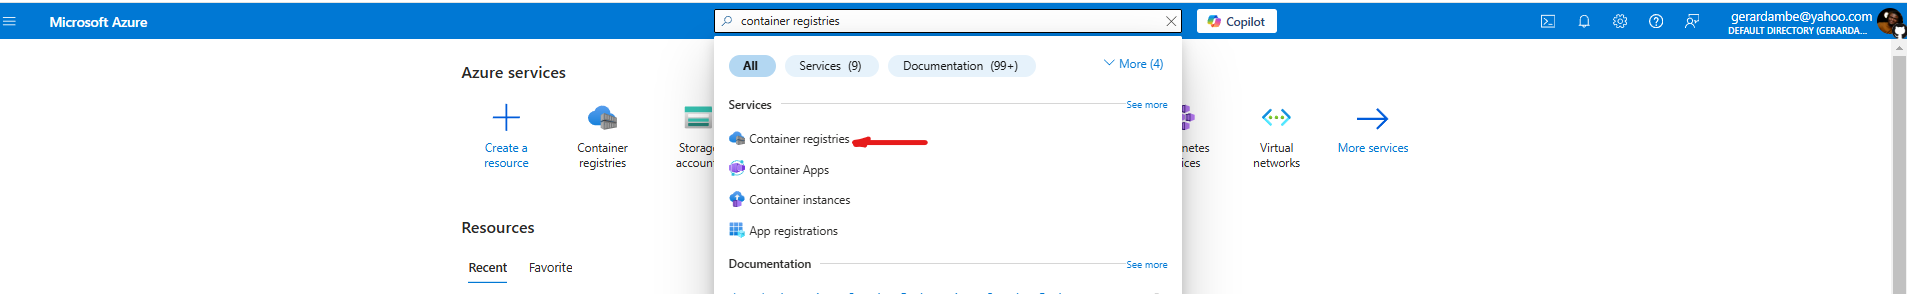 Microsoft Azure
container registries
Copilot
gerardambe@yahoo.com
DEFAULT DIRECTORY (GERARDA...
All
Services (9)
Documentation (99+)
More (4)
Azure services
Services
See more
Create a
resource
Container
registries
Storag
accoun
Container registries
Container Apps
Container instances
App registrations
netes
ices
Virtual
networks
More services
Resources
Recent
Favorite
Documentation
See more